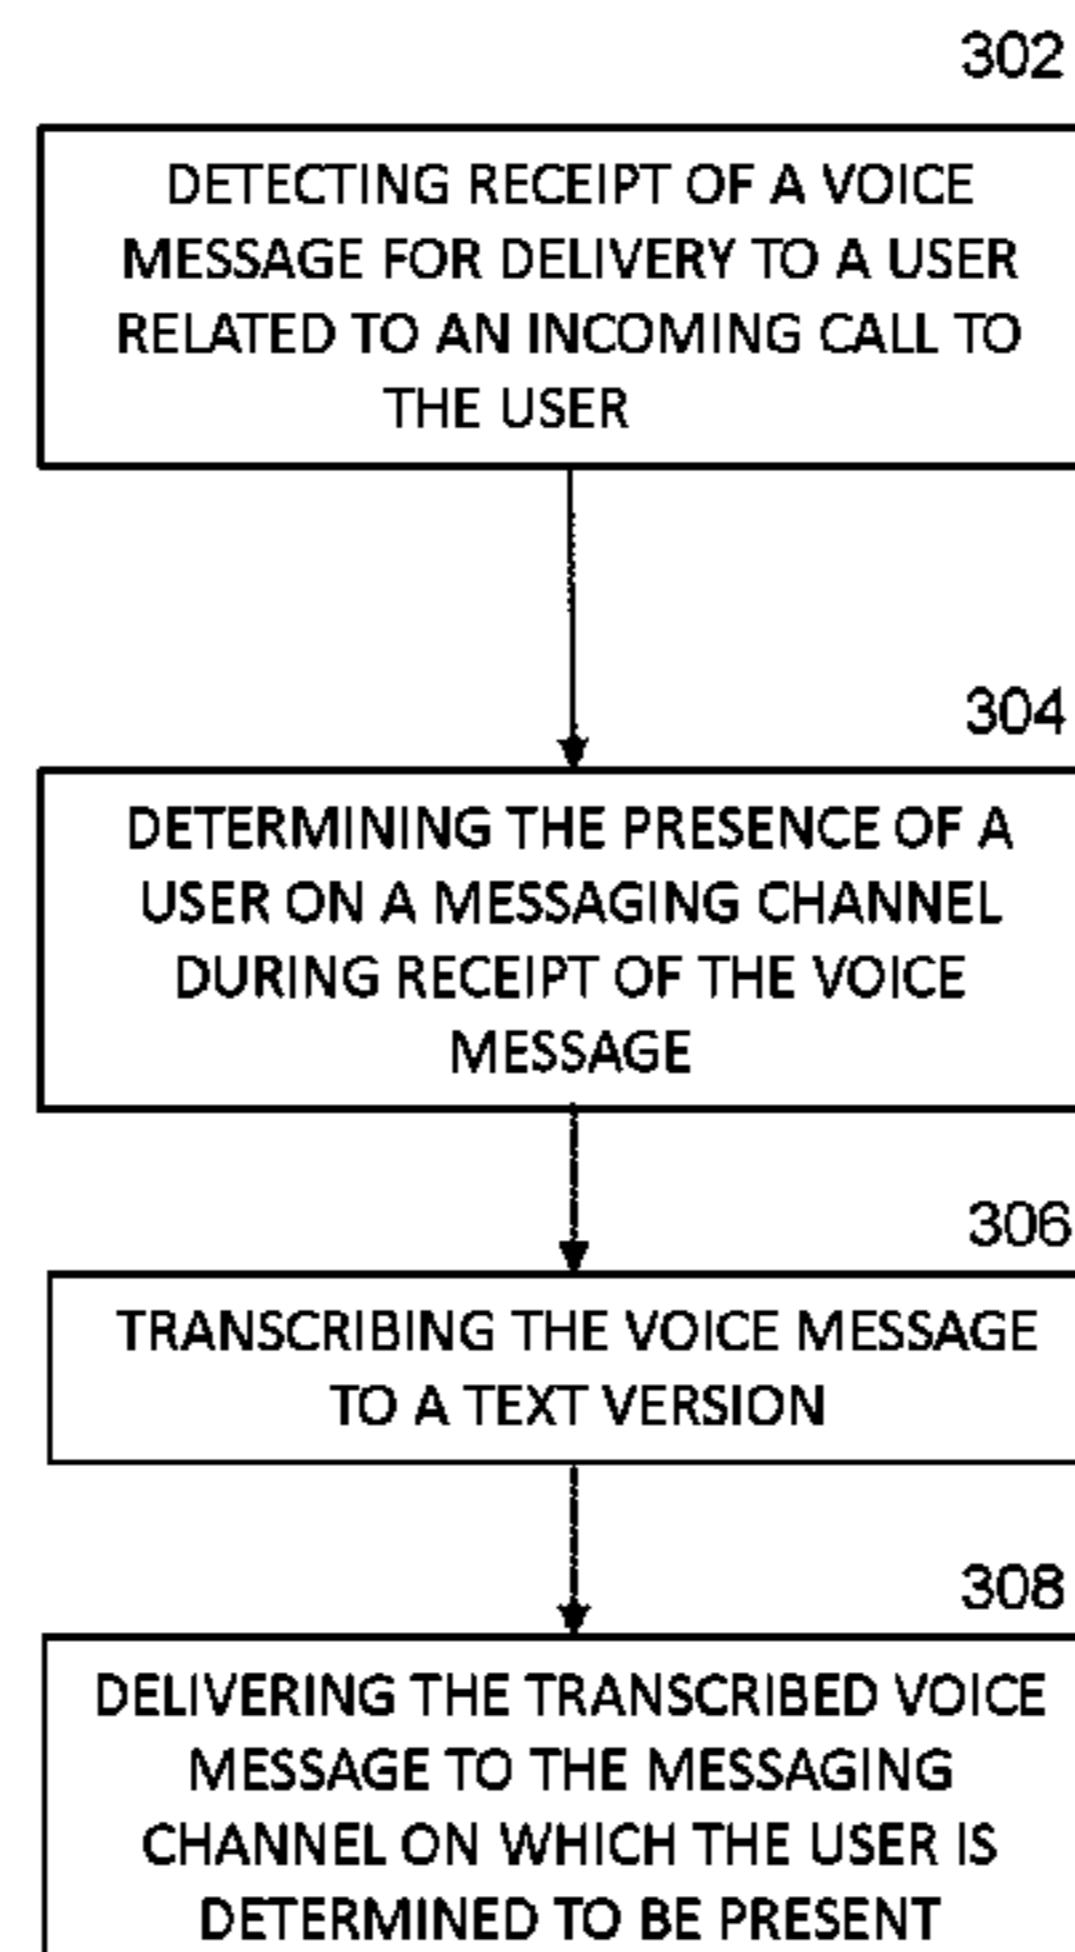 302
DETECTING RECEIPT OF A VOICE
MESSAGE FOR DELIVERY TO A USER
RELATED TO AN INCOMING CALL TO
THE USER
304
DETERMINING THE PRESENCE OF A
USER ON A MESSAGING CHANNEL
DURING RECEIPT OF THE VOICE
MESSAGE
306
TRANSCRIBING THE VOICE MESSAGE
TO A TEXT VERSION
308
DELIVERING THE TRANSCRIBED VOICE
MESSAGE TO THE MESSAGING
CHANNEL ON WHICH THE USER IS
DETERMINED TO BE PRESENT